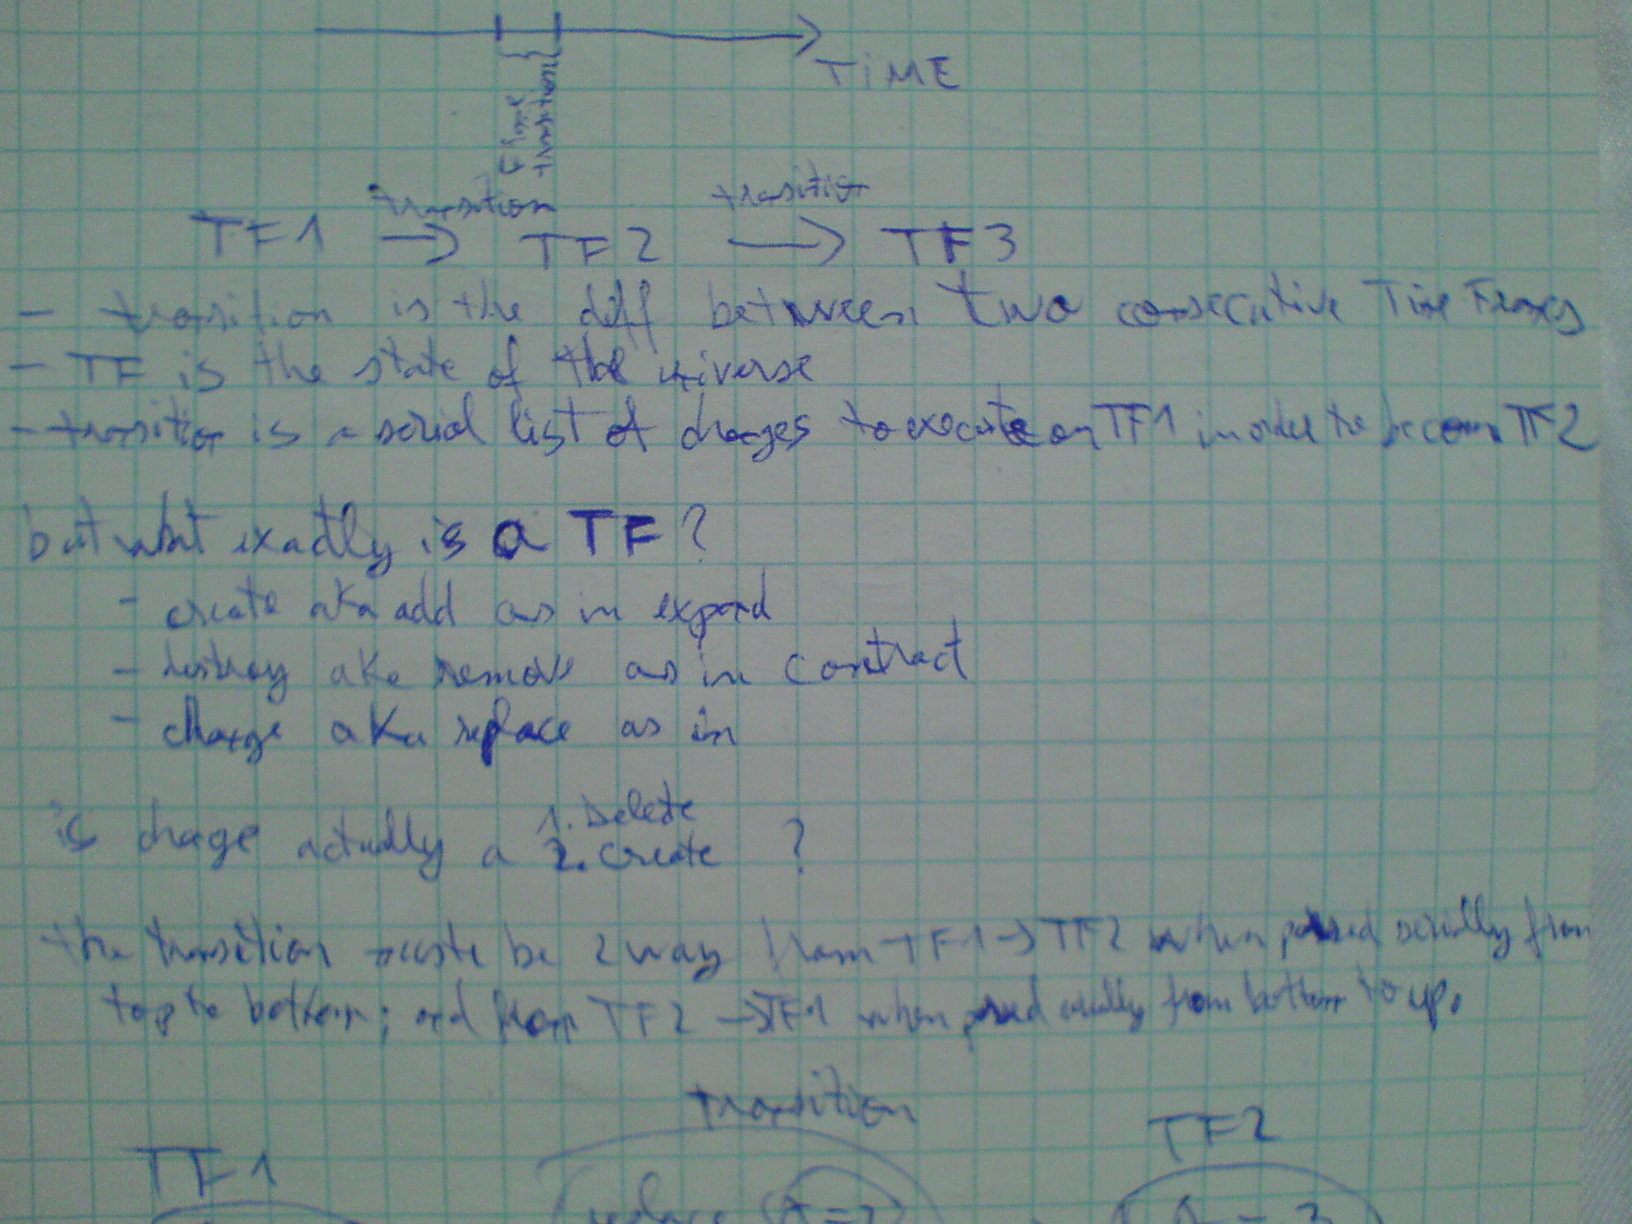 TIME
transition
transition transition
TF1 → TF2 → TF3
- transition is the diff between two consecutive Time Frames
- TF is the state of the universe
- transition is a serial list of changes to execute on TF1 in order to become TF2
but what exactly is a TF?
- create aka add as in expand
- destroy aka remove as in contract
- change aka replace as in
is change actually a 1. Delete
2. Create ?
the transition be 2 way from TF1 → TF2 when parsed serially from
top to bottom; and from TF2 → TF1 when parsed serially from bottom to up.
transition
TF1 TF2
replace